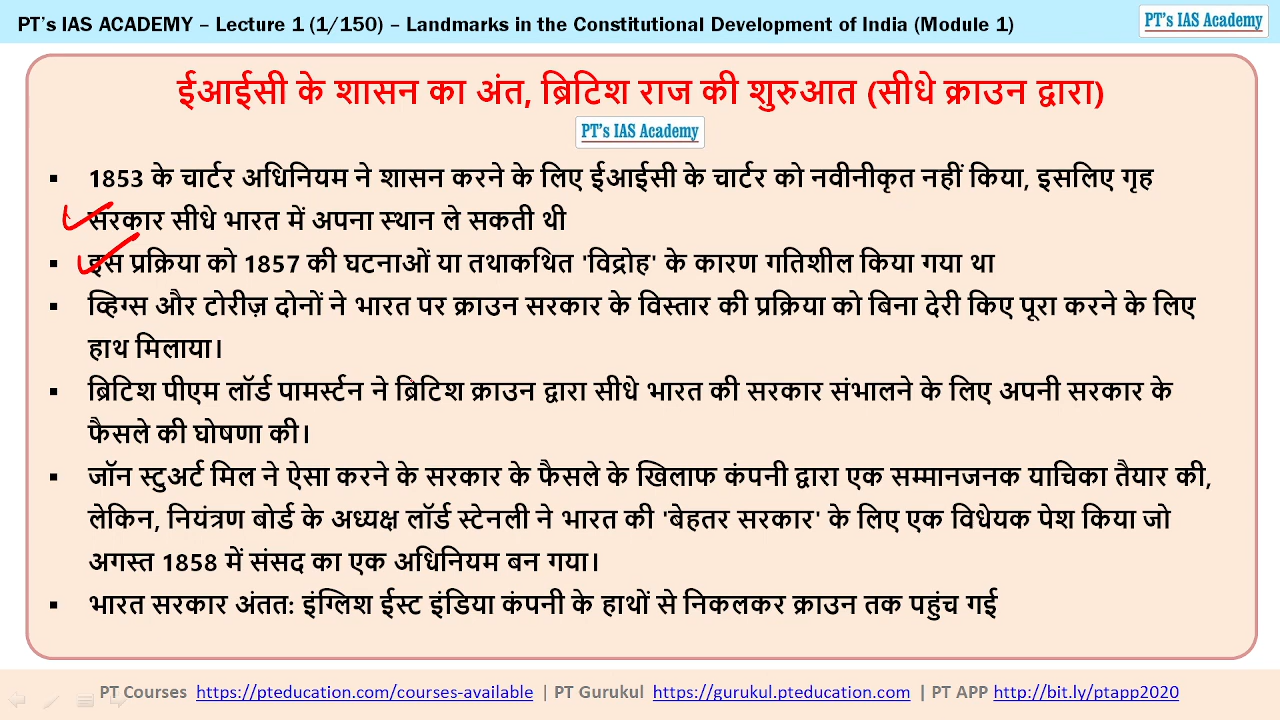 PT's IAS ACADEMY – Lecture 1 (1/150) – Landmarks in the Constitutional Development of India (Module 1)
PT's IAS Academy
ईआईसी के शासन का अंत, ब्रिटिश राज की शुरुआत (सीधे क्राउन द्वारा)
PT's IAS Academy
▪ 1853 के चार्टर अधिनियम ने शासन करने के लिए ईआईसी के चार्टर को नवीनीकृत नहीं किया, इसलिए गृह
सरकार सीधे भारत में अपना स्थान ले सकती थी
▪ इस प्रक्रिया को 1857 की घटनाओं या तथाकथित 'विद्रोह' के कारण गतिशील किया गया था
▪ व्हिग्स और टोरीज़ दोनों ने भारत पर क्राउन सरकार के विस्तार की प्रक्रिया को बिना देरी किए पूरा करने के लिए
हाथ मिलाया।
▪ ब्रिटिश पीएम लॉर्ड पामर्स्टन ने ब्रिटिश क्राउन द्वारा सीधे भारत की सरकार संभालने के लिए अपनी सरकार के
फैसले की घोषणा की।
▪ जॉन स्टुअर्ट मिल ने ऐसा करने के सरकार के फैसले के खिलाफ कंपनी द्वारा एक सम्मानजनक याचिका तैयार की,
लेकिन, नियंत्रण बोर्ड के अध्यक्ष लॉर्ड स्टेनली ने भारत की 'बेहतर सरकार' के लिए एक विधेयक पेश किया जो
अगस्त 1858 में संसद का एक अधिनियम बन गया।
▪ भारत सरकार अंतत: इंग्लिश ईस्ट इंडिया कंपनी के हाथों से निकलकर क्राउन तक पहुंच गई
PT Courses https://pteducation.com/courses-available | PT Gurukul https://gurukul.pteducation.com | PT APP http://bit.ly/ptapp2020